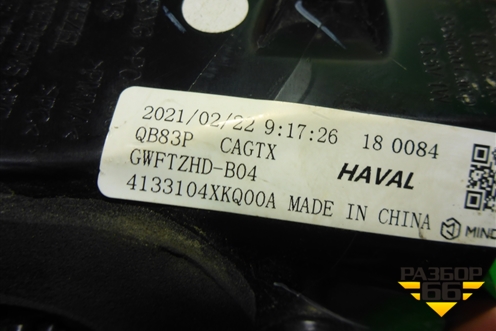 2021/02/22 9:17:26 18 0084
QB83P CAGTX
GWFTZHD-B04 HAVAL
4133104XKQ00A MADE IN CHINA
РАЗБОР
66